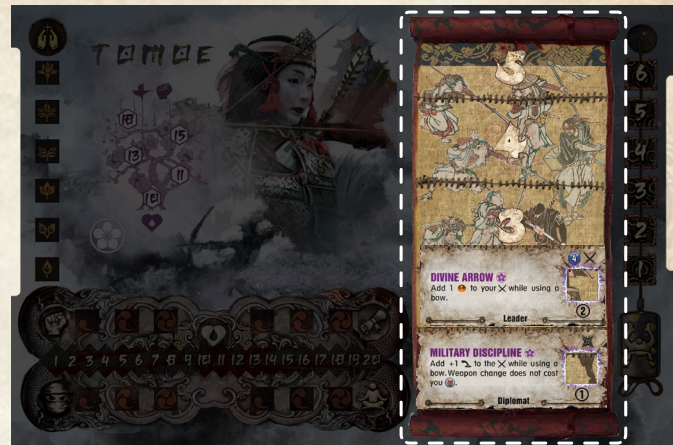 TOMOE
18
15
13
11
10
1 2 3 4 5 6 7 8 9 10 11 12 13 14 15 16 17 18 19 20
5
4
3
DIVINE ARROW
Add 1 to your while using a
bow.
Leader
2
MILITARY DISCIPLINE
Add +1 to the while using a
bow. Weapon change does not cost
you
Diplomat
1
6
5
4
3
2
1